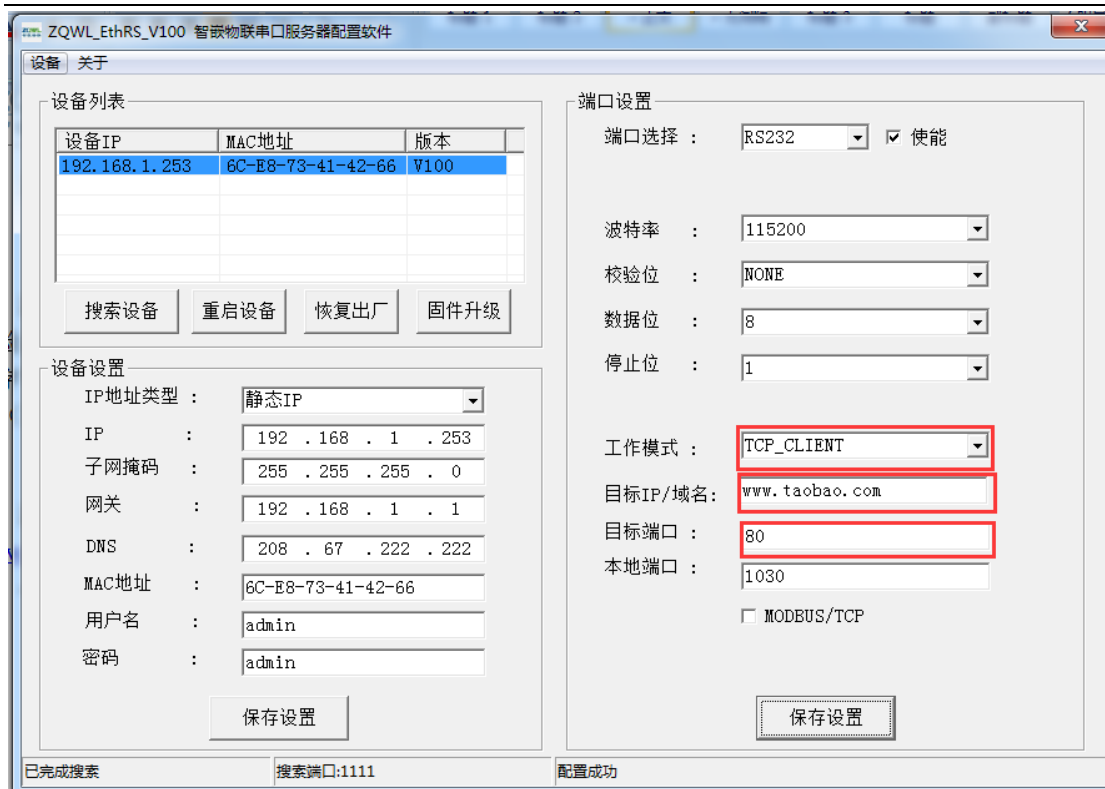 ZQWL_EthRS_V100 智嵌物联串口服务器配置软件
设备 关于
设备列表
设备IP MAC地址 版本
192.168.1.253 6C-E8-73-41-42-66 V100
搜索设备 重启设备 恢复出厂 固件升级
设备设置
IP地址类型 : 静态IP
IP : 192 . 168 . 1 . 253
子网掩码 : 255 . 255 . 255 . 0
网关 : 192 . 168 . 1 . 1
DNS : 208 . 67 . 222 . 222
MAC地址 : 6C-E8-73-41-42-66
用户名 : admin
密码 : admin
保存设置
端口设置
端口选择 : RS232 使能
波特率 : 115200
校验位 : NONE
数据位 : 8
停止位 : 1
工作模式 : TCP_CLIENT
目标IP/域名: www.taobao.com
目标端口 : 80
本地端口 : 1030
MODBUS/TCP
保存设置
已完成搜索 搜索端口:1111 配置成功